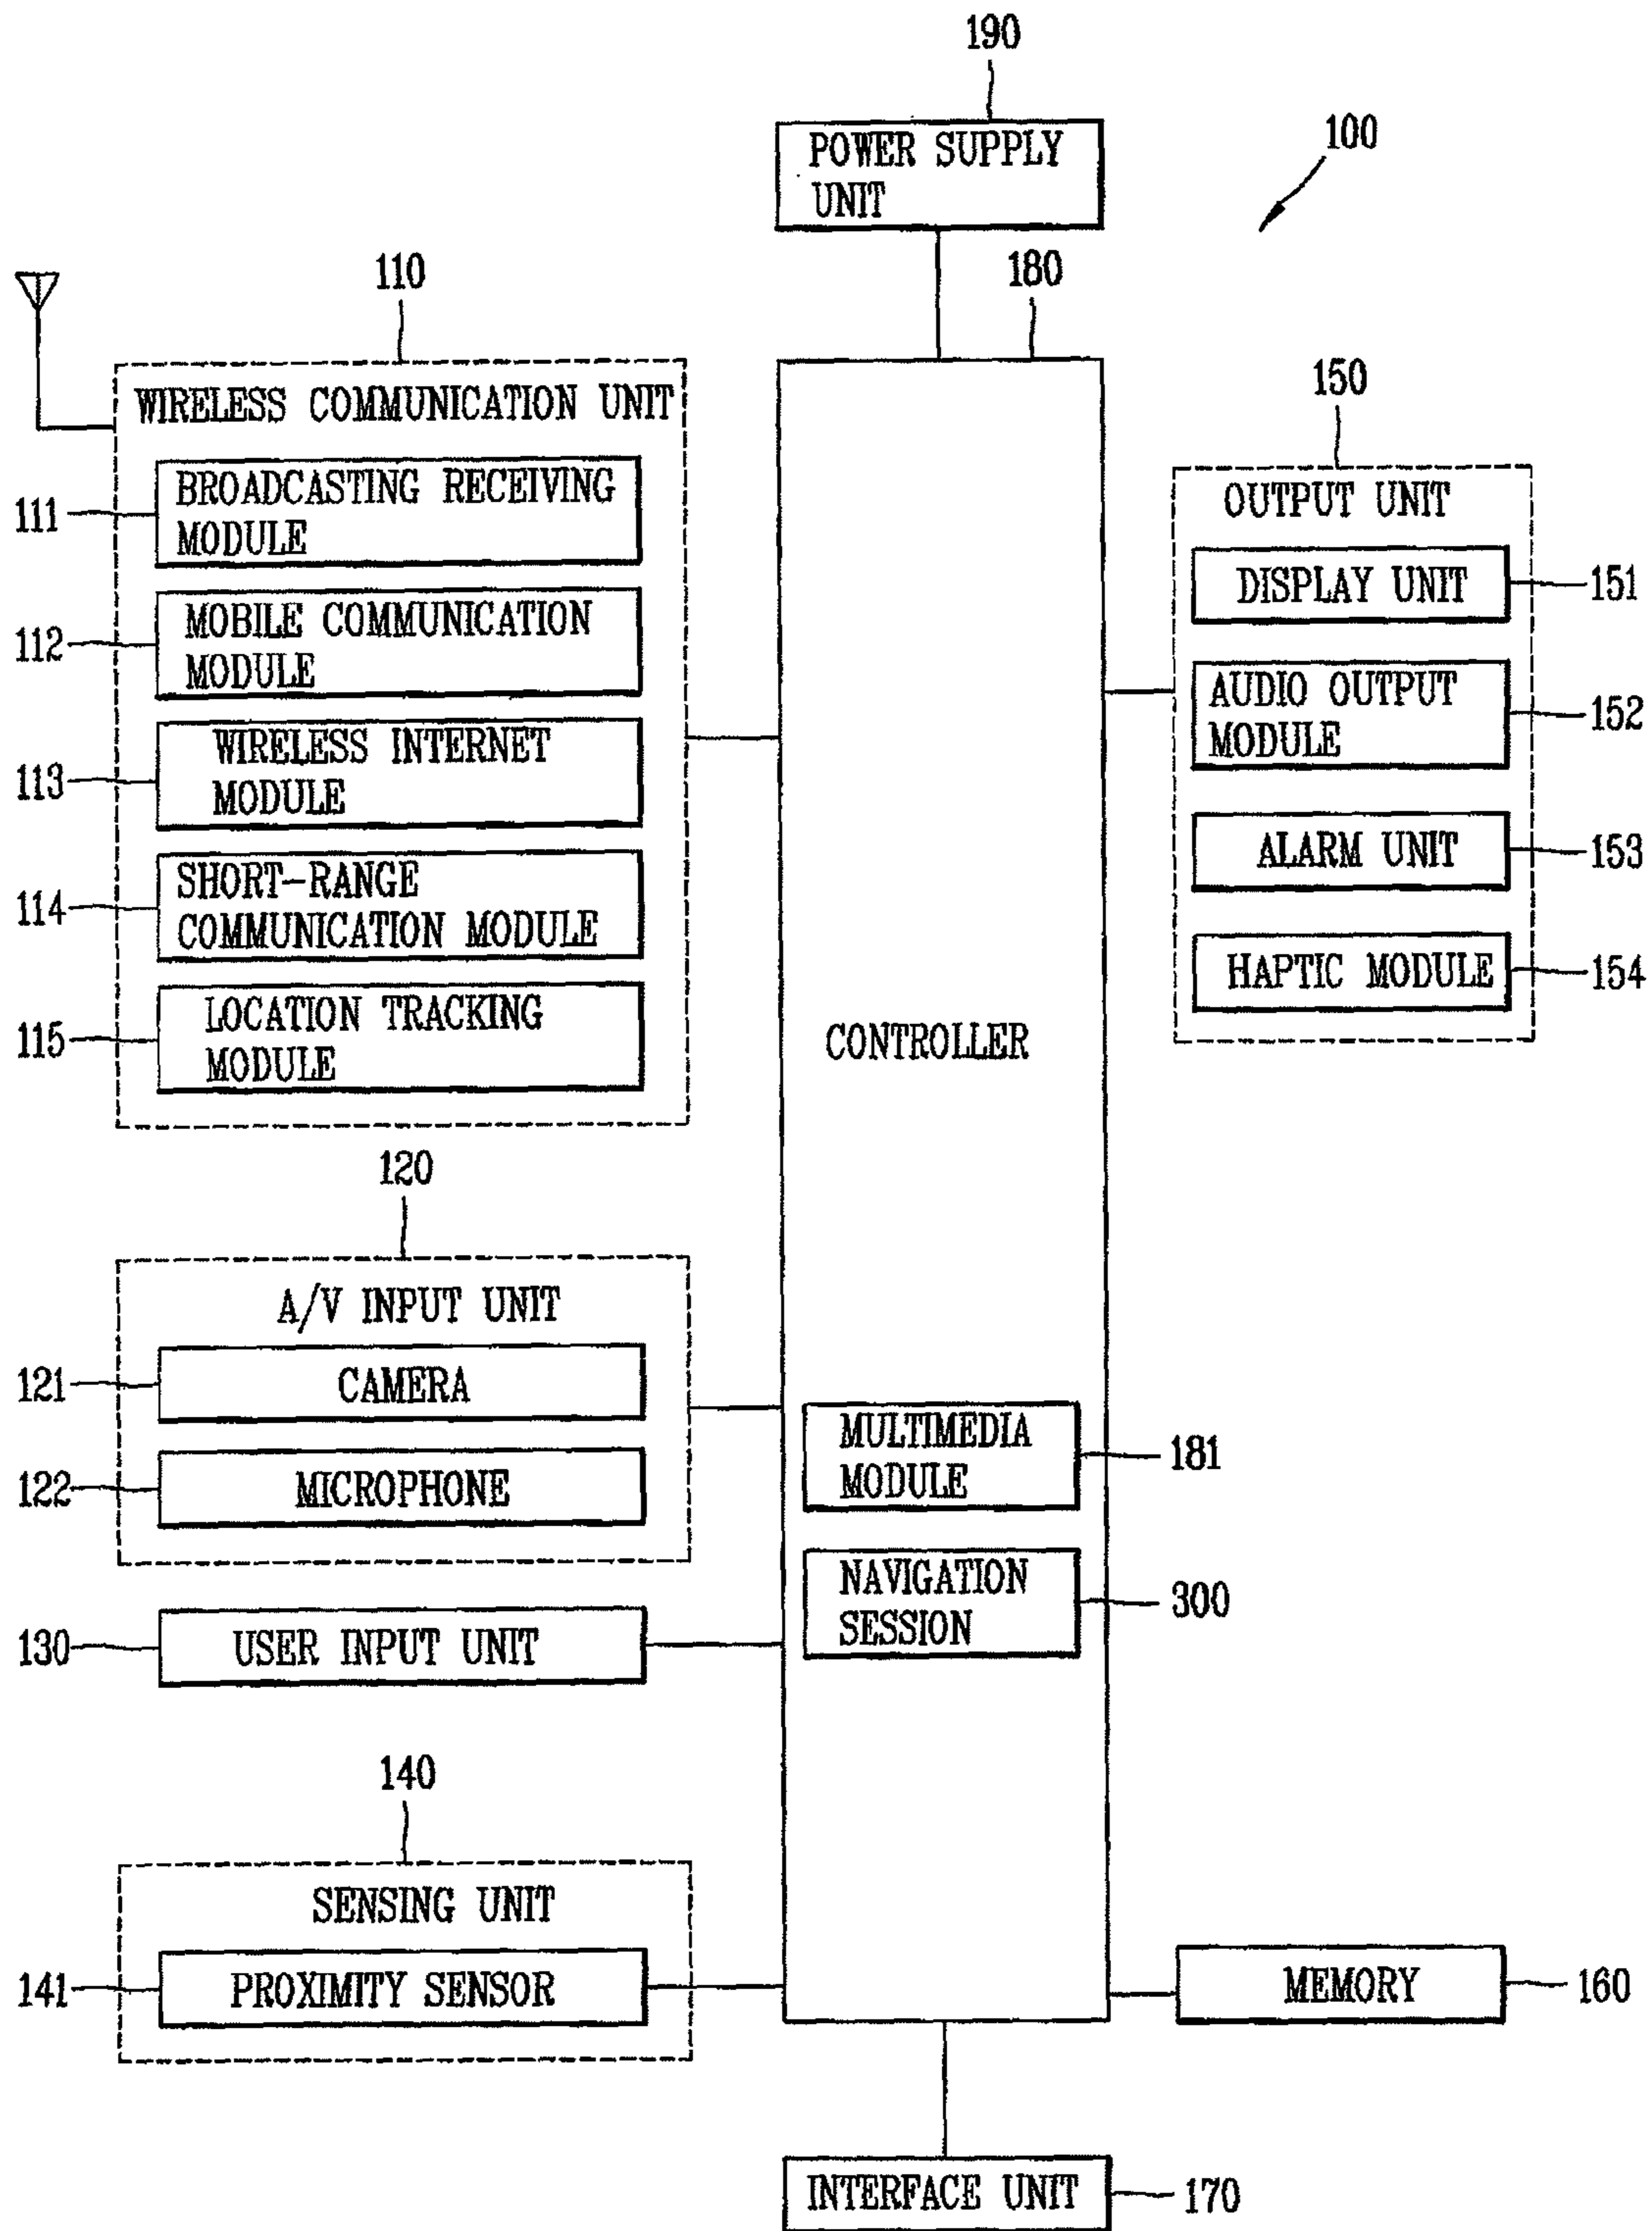 190
POWER SUPPLY
UNIT
100
110
180
WIRELESS COMMUNICATION UNIT
150
111
BROADCASTING RECEIVING
MODULE
OUTPUT UNIT
DISPLAY UNIT
151
112
MOBILE COMMUNICATION
MODULE
AUDIO OUTPUT
MODULE
152
113
WIRELESS INTERNET
MODULE
ALARM UNIT
153
114
SHORT-RANGE
COMMUNICATION MODULE
HAPTIC MODULE
154
115
LOCATION TRACKING
MODULE
CONTROLLER
120
A/V INPUT UNIT
121
CAMERA
122
MICROPHONE
MULTIMEDIA
MODULE
181
NAVIGATION
SESSION
300
130
USER INPUT UNIT
140
SENSING UNIT
141
PROXIMITY SENSOR
MEMORY
160
INTERFACE UNIT
170